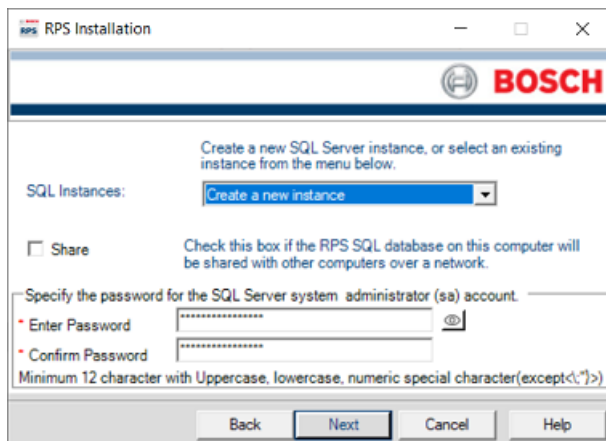 RPS RPS Installation
BOSCH
Create a new SQL Server instance, or select an existing
instance from the menu below.
SQL Instances:
Create a new instance
Share
Check this box if the RPS SQL database on this computer will
be shared with other computers over a network.
Specify the password for the SQL Server system administrator (sa) account.
* Enter Password ****************
* Confirm Password ****************
Minimum 12 character with Uppercase, lowercase, numeric special character(except<\;"}>)
Back Next Cancel Help